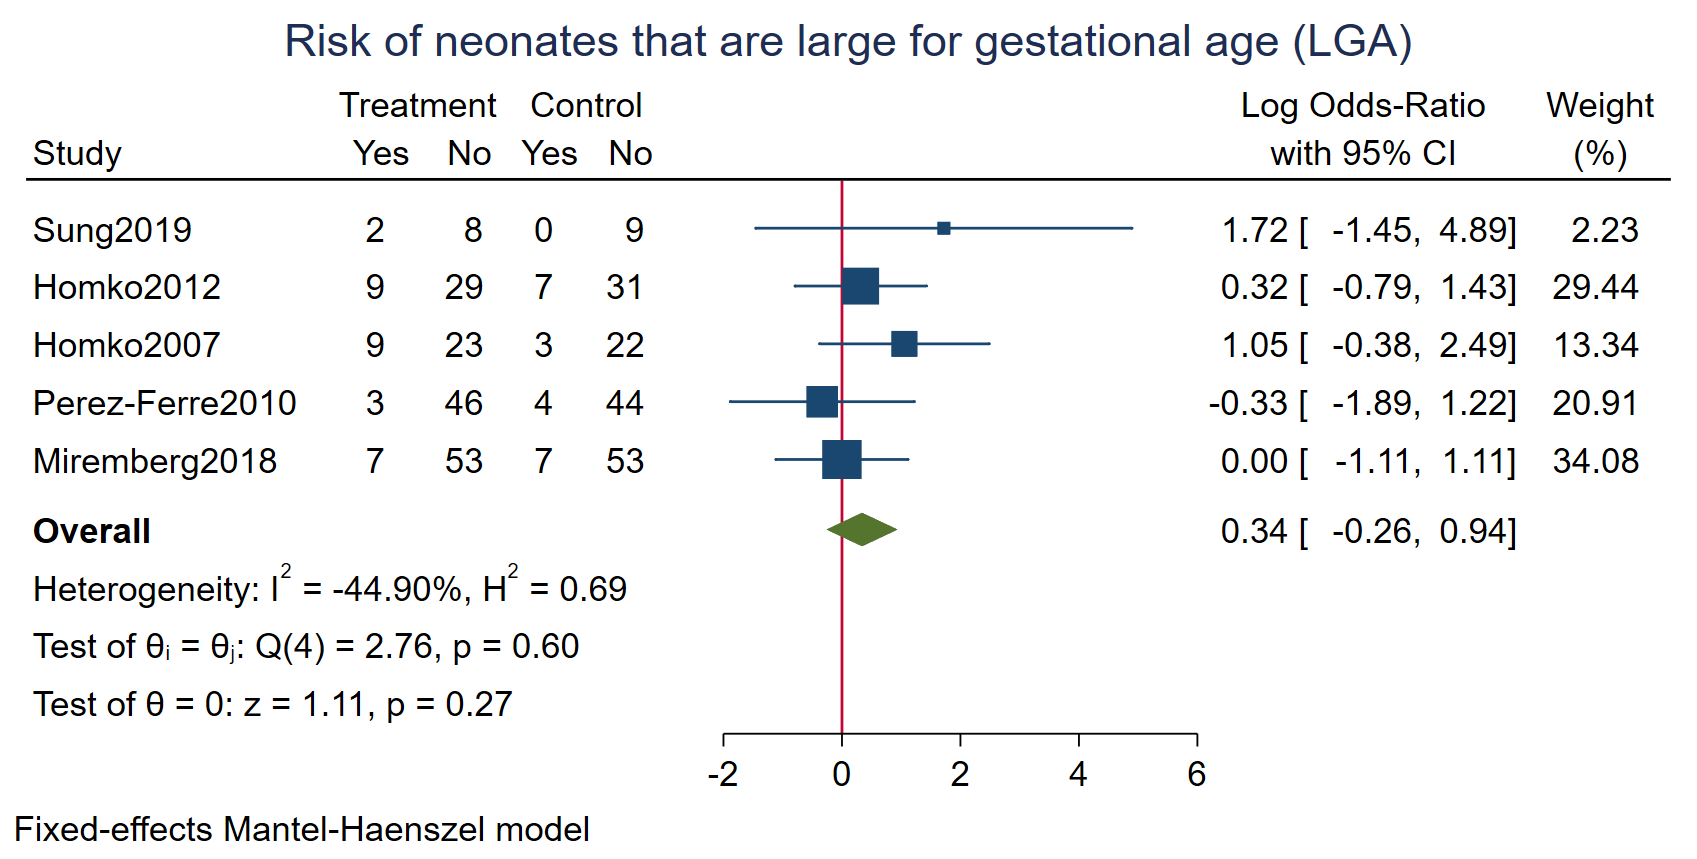 Risk of neonates that are large for gestational age (LGA)
Treatment Control Log Odds-Ratio Weight
Study Yes No Yes No with 95% CI (%)
Sung2019 2 8 0 9 1.72 [ -1.45, 4.89] 2.23
Homko2012 9 29 7 31 0.32 [ -0.79, 1.43] 29.44
Homko2007 9 23 3 22 1.05 [ -0.38, 2.49] 13.34
Perez-Ferre2010 3 46 4 44 -0.33 [ -1.89, 1.22] 20.91
Miremberg2018 7 53 7 53 0.00 [ -1.11, 1.11] 34.08
Overall 0.34 [ -0.26, 0.94]
Heterogeneity: I² = -44.90%, H² = 0.69
Test of θᵢ = θⱼ: Q(4) = 2.76, p = 0.60
Test of θ = 0: z = 1.11, p = 0.27
-2 0 2 4 6
Fixed-effects Mantel-Haenszel model